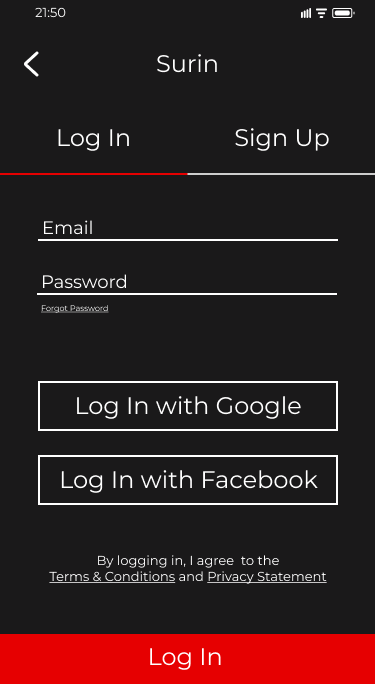 21:50
Surin
Log In
Sign Up
Email
Password
Forgot Password
Log In with Google
Log In with Facebook
By logging in, I agree  to the
Terms & Conditions and Privacy Statement
Log In